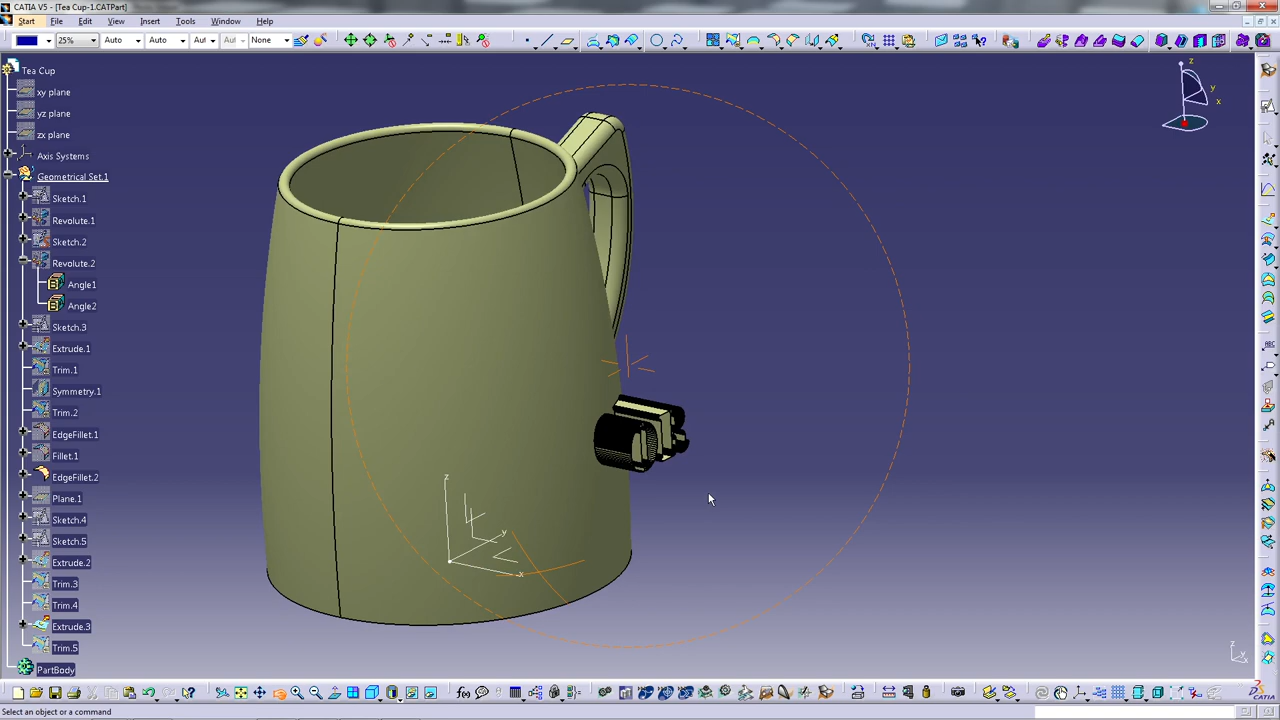 CATIA V5 - [Tea Cup-1.CATPart]
Start File Edit View Insert Tools Window Help
25% Auto Auto Aut Aut None
Tea Cup
xy plane
yz plane
zx plane
Axis Systems
Geometrical Set.1
Sketch.1
Revolute.1
Sketch.2
Revolute.2
Angle1
Angle2
Sketch.3
Extrude.1
Trim.1
Symmetry.1
Trim.2
EdgeFillet.1
Fillet.1
EdgeFillet.2
Plane.1
Sketch.4
Sketch.5
Extrude.2
Trim.3
Trim.4
Extrude.3
Trim.5
PartBody
z
y
x
z
y
x
z
y
x
ABC
f(x)
CATIA
Select an object or a command